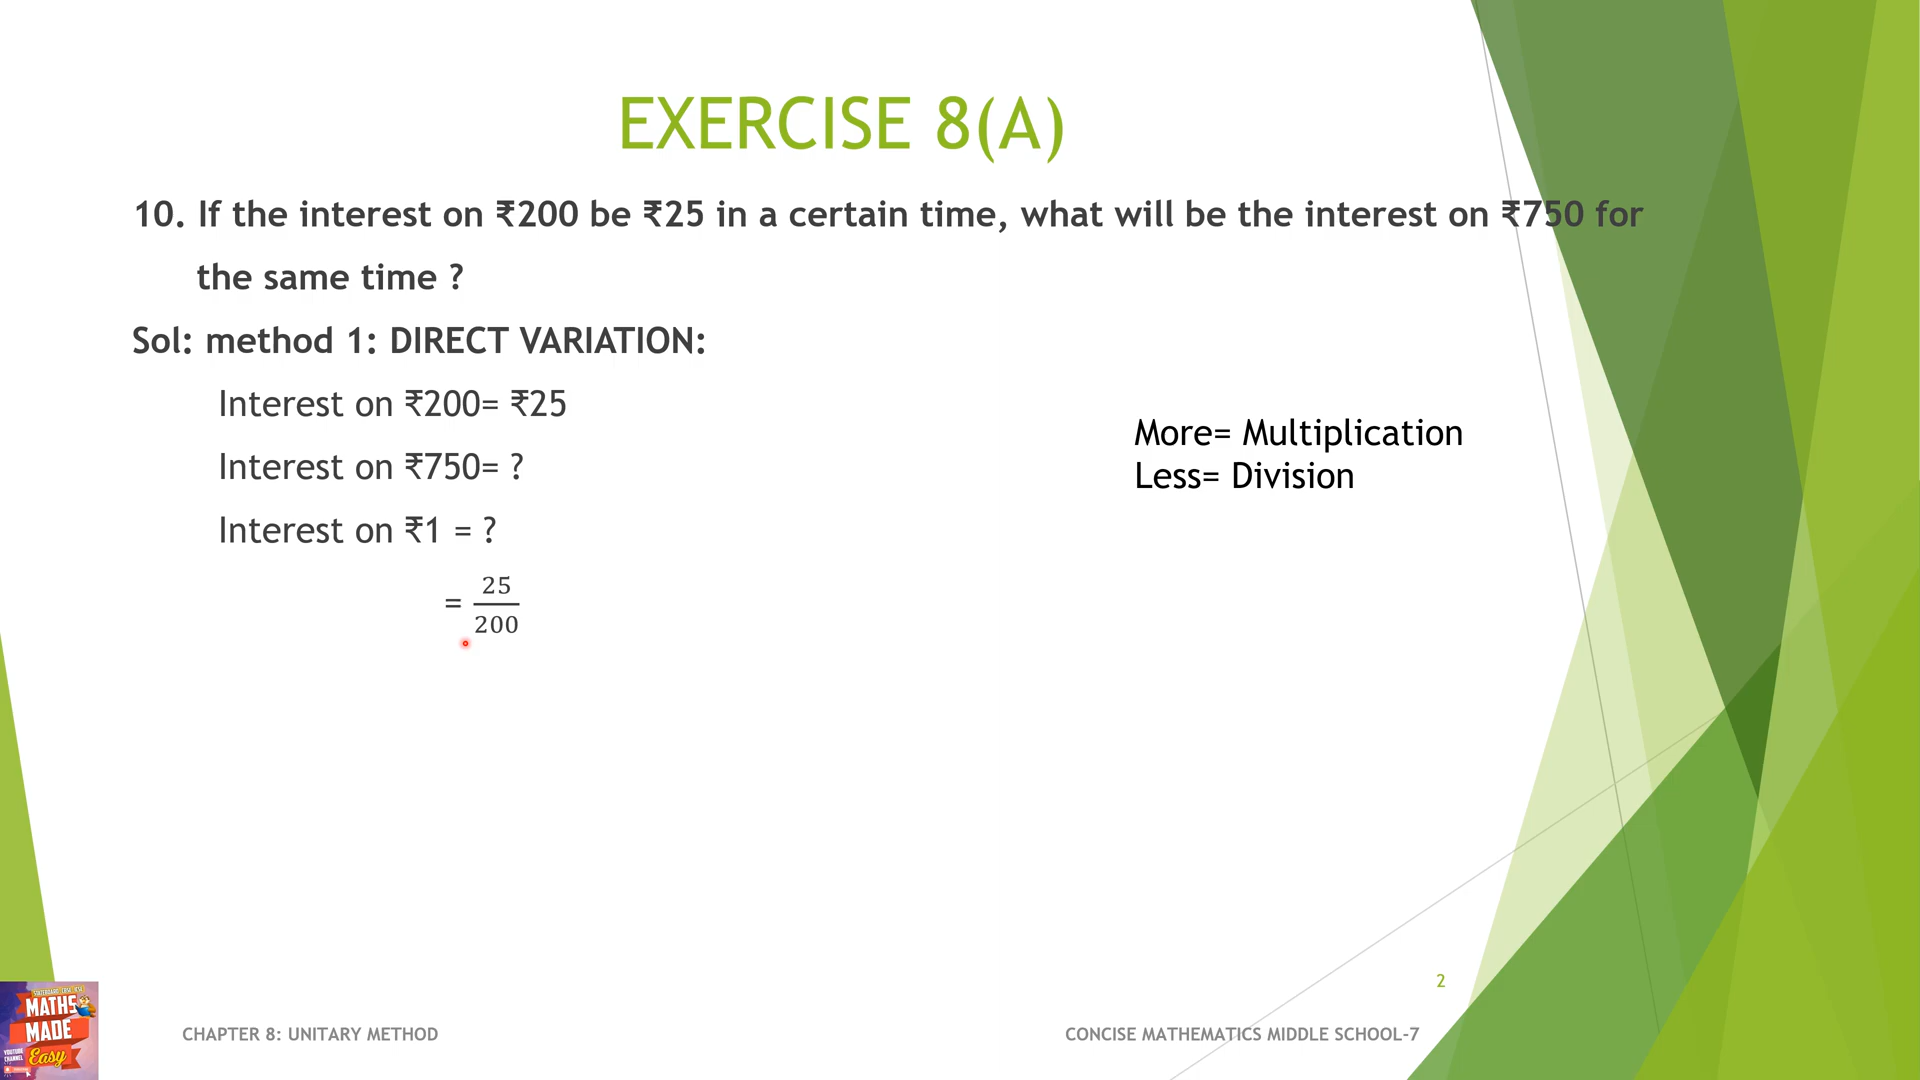 EXERCISE 8(A)
10. If the interest on ₹200 be ₹25 in a certain time, what will be the interest on ₹750 for
the same time ?
Sol: method 1: DIRECT VARIATION:
Interest on ₹200= ₹25
Interest on ₹750= ?
Interest on ₹1 = ?
= 25/200
More= Multiplication
Less= Division
2
MATHS
MADE
Easy
CHAPTER 8: UNITARY METHOD
CONCISE MATHEMATICS MIDDLE SCHOOL-7